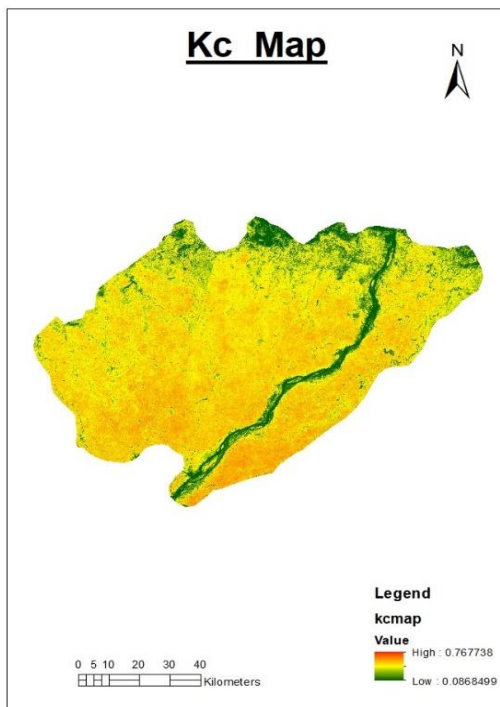 Kc Map
N
Legend
kcmap
Value
High : 0.767738
Low : 0.0868499
0 5 10 20 30 40
Kilometers